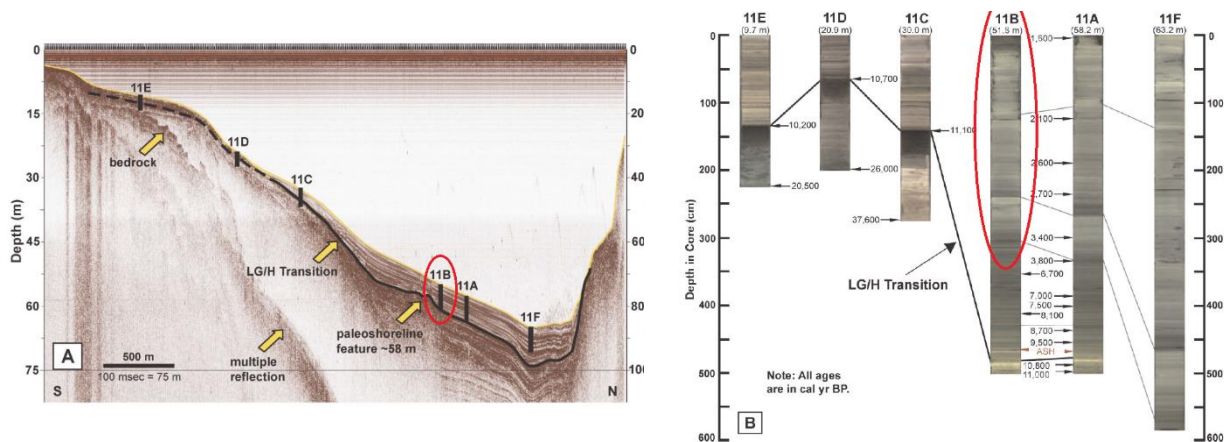 0
15
30
45
60
75
Depth (m)
0
20
40
60
80
11E
11D
bedrock
11C
LG/H Transition
11B
11A
11F
paleoshoreline
feature ~58 m
multiple
reflection
A
500 m
100 msec = 75 m
S
N
B
11E
(9.7 m)
11D
(20.9 m)
11C
(30.0 m)
11B
11A
(58.2 m)
11F
(63.2 m)
0
100
200
300
400
500
600
Depth in Core (cm)
10,200
20,500
10,700
26,000
11,100
37,600
LG/H Transition
1,500
2,100
2,600
2,700
3,400
3,800
6,700
7,000
7,500
8,100
8,700
9,500
ASH
10,800
11,000
Note: All ages
are in cal yr BP.
0
100
200
300
400
500
600